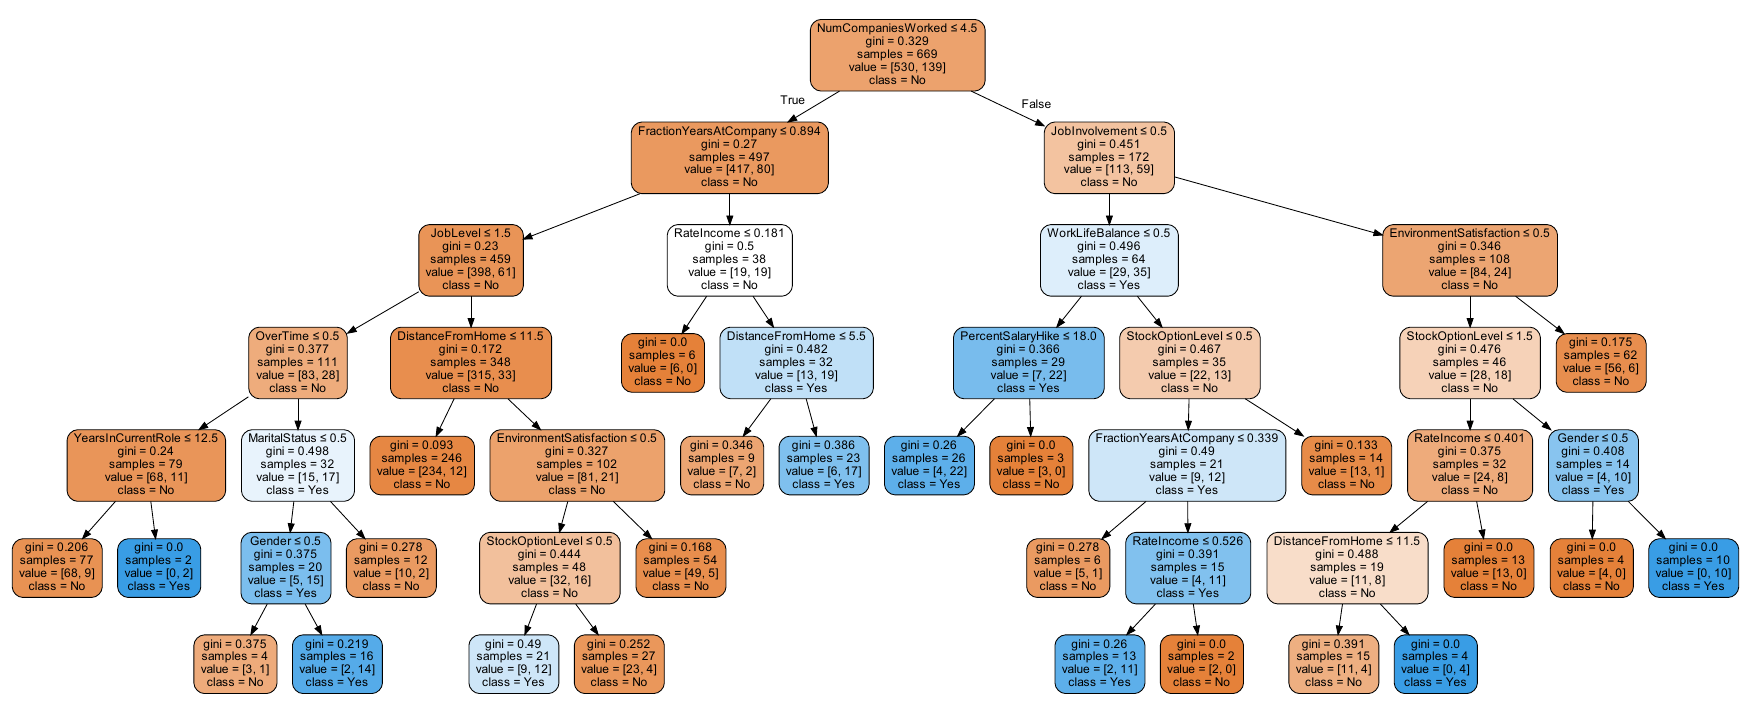 NumCompaniesWorked ≤ 4.5
gini = 0.329
samples = 669
value = [530, 139]
class = No
True
False
FractionYearsAtCompany ≤ 0.894
gini = 0.27
samples = 497
value = [417, 80]
class = No
JobInvolvement ≤ 0.5
gini = 0.451
samples = 172
value = [113, 59]
class = No
JobLevel ≤ 1.5
gini = 0.23
samples = 459
value = [398, 61]
class = No
RateIncome ≤ 0.181
gini = 0.5
samples = 38
value = [19, 19]
class = No
WorkLifeBalance ≤ 0.5
gini = 0.496
samples = 64
value = [29, 35]
class = Yes
EnvironmentSatisfaction ≤ 0.5
gini = 0.346
samples = 108
value = [84, 24]
class = No
OverTime ≤ 0.5
gini = 0.377
samples = 111
value = [83, 28]
class = No
DistanceFromHome ≤ 11.5
gini = 0.172
samples = 348
value = [315, 33]
class = No
gini = 0.0
samples = 6
value = [6, 0]
class = No
DistanceFromHome ≤ 5.5
gini = 0.482
samples = 32
value = [13, 19]
class = Yes
PercentSalaryHike ≤ 18.0
gini = 0.366
samples = 29
value = [7, 22]
class = Yes
StockOptionLevel ≤ 0.5
gini = 0.467
samples = 35
value = [22, 13]
class = No
StockOptionLevel ≤ 1.5
gini = 0.476
samples = 46
value = [28, 18]
class = No
gini = 0.175
samples = 62
value = [56, 6]
class = No
YearsInCurrentRole ≤ 12.5
gini = 0.24
samples = 79
value = [68, 11]
class = No
MaritalStatus ≤ 0.5
gini = 0.498
samples = 32
value = [15, 17]
class = Yes
gini = 0.093
samples = 246
value = [234, 12]
class = No
EnvironmentSatisfaction ≤ 0.5
gini = 0.327
samples = 102
value = [81, 21]
class = No
gini = 0.346
samples = 9
value = [7, 2]
class = No
gini = 0.386
samples = 23
value = [6, 17]
class = Yes
gini = 0.26
samples = 26
value = [4, 22]
class = Yes
gini = 0.0
samples = 3
value = [3, 0]
class = No
FractionYearsAtCompany ≤ 0.339
gini = 0.49
samples = 21
value = [9, 12]
class = Yes
gini = 0.133
samples = 14
value = [13, 1]
class = No
RateIncome ≤ 0.401
gini = 0.375
samples = 32
value = [24, 8]
class = No
Gender ≤ 0.5
gini = 0.408
samples = 14
value = [4, 10]
class = Yes
gini = 0.206
samples = 77
value = [68, 9]
class = No
gini = 0.0
samples = 2
value = [0, 2]
class = Yes
Gender ≤ 0.5
gini = 0.375
samples = 20
value = [5, 15]
class = Yes
gini = 0.278
samples = 12
value = [10, 2]
class = No
StockOptionLevel ≤ 0.5
gini = 0.444
samples = 48
value = [32, 16]
class = No
gini = 0.168
samples = 54
value = [49, 5]
class = No
gini = 0.278
samples = 6
value = [5, 1]
class = No
RateIncome ≤ 0.526
gini = 0.391
samples = 15
value = [4, 11]
class = Yes
DistanceFromHome ≤ 11.5
gini = 0.488
samples = 19
value = [11, 8]
class = No
gini = 0.0
samples = 13
value = [13, 0]
class = No
gini = 0.0
samples = 4
value = [4, 0]
class = No
gini = 0.0
samples = 10
value = [0, 10]
class = Yes
gini = 0.375
samples = 4
value = [3, 1]
class = No
gini = 0.219
samples = 16
value = [2, 14]
class = Yes
gini = 0.49
samples = 21
value = [9, 12]
class = Yes
gini = 0.252
samples = 27
value = [23, 4]
class = No
gini = 0.26
samples = 13
value = [2, 11]
class = Yes
gini = 0.0
samples = 2
value = [2, 0]
class = No
gini = 0.391
samples = 15
value = [11, 4]
class = No
gini = 0.0
samples = 4
value = [0, 4]
class = Yes